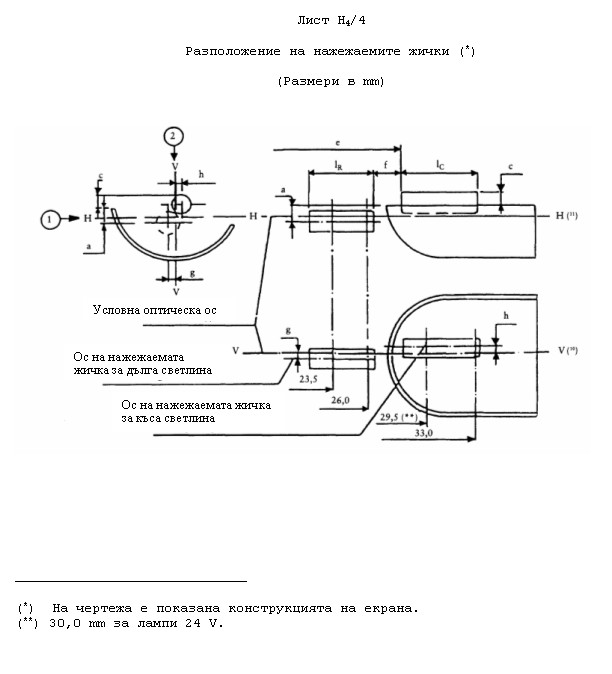 Лист H₄/4
Разположение на нажежаемите жички (*)
(Размери в mm)
2
V
c
h
1
H
a
g
V
e
lR
f
lC
c
a
H
H (¹¹)
Условна оптическа ос
g
h
V
V (¹⁰)
Ос на нажежаемата
жичка за дълга светлина
23,5
26,0
Ос на нажежаемата жичка
за къса светлина
29,5 (**)
33,0
(*) На чертежа е показана конструкцията на екрана.
(**) 30,0 mm за лампи 24 V.